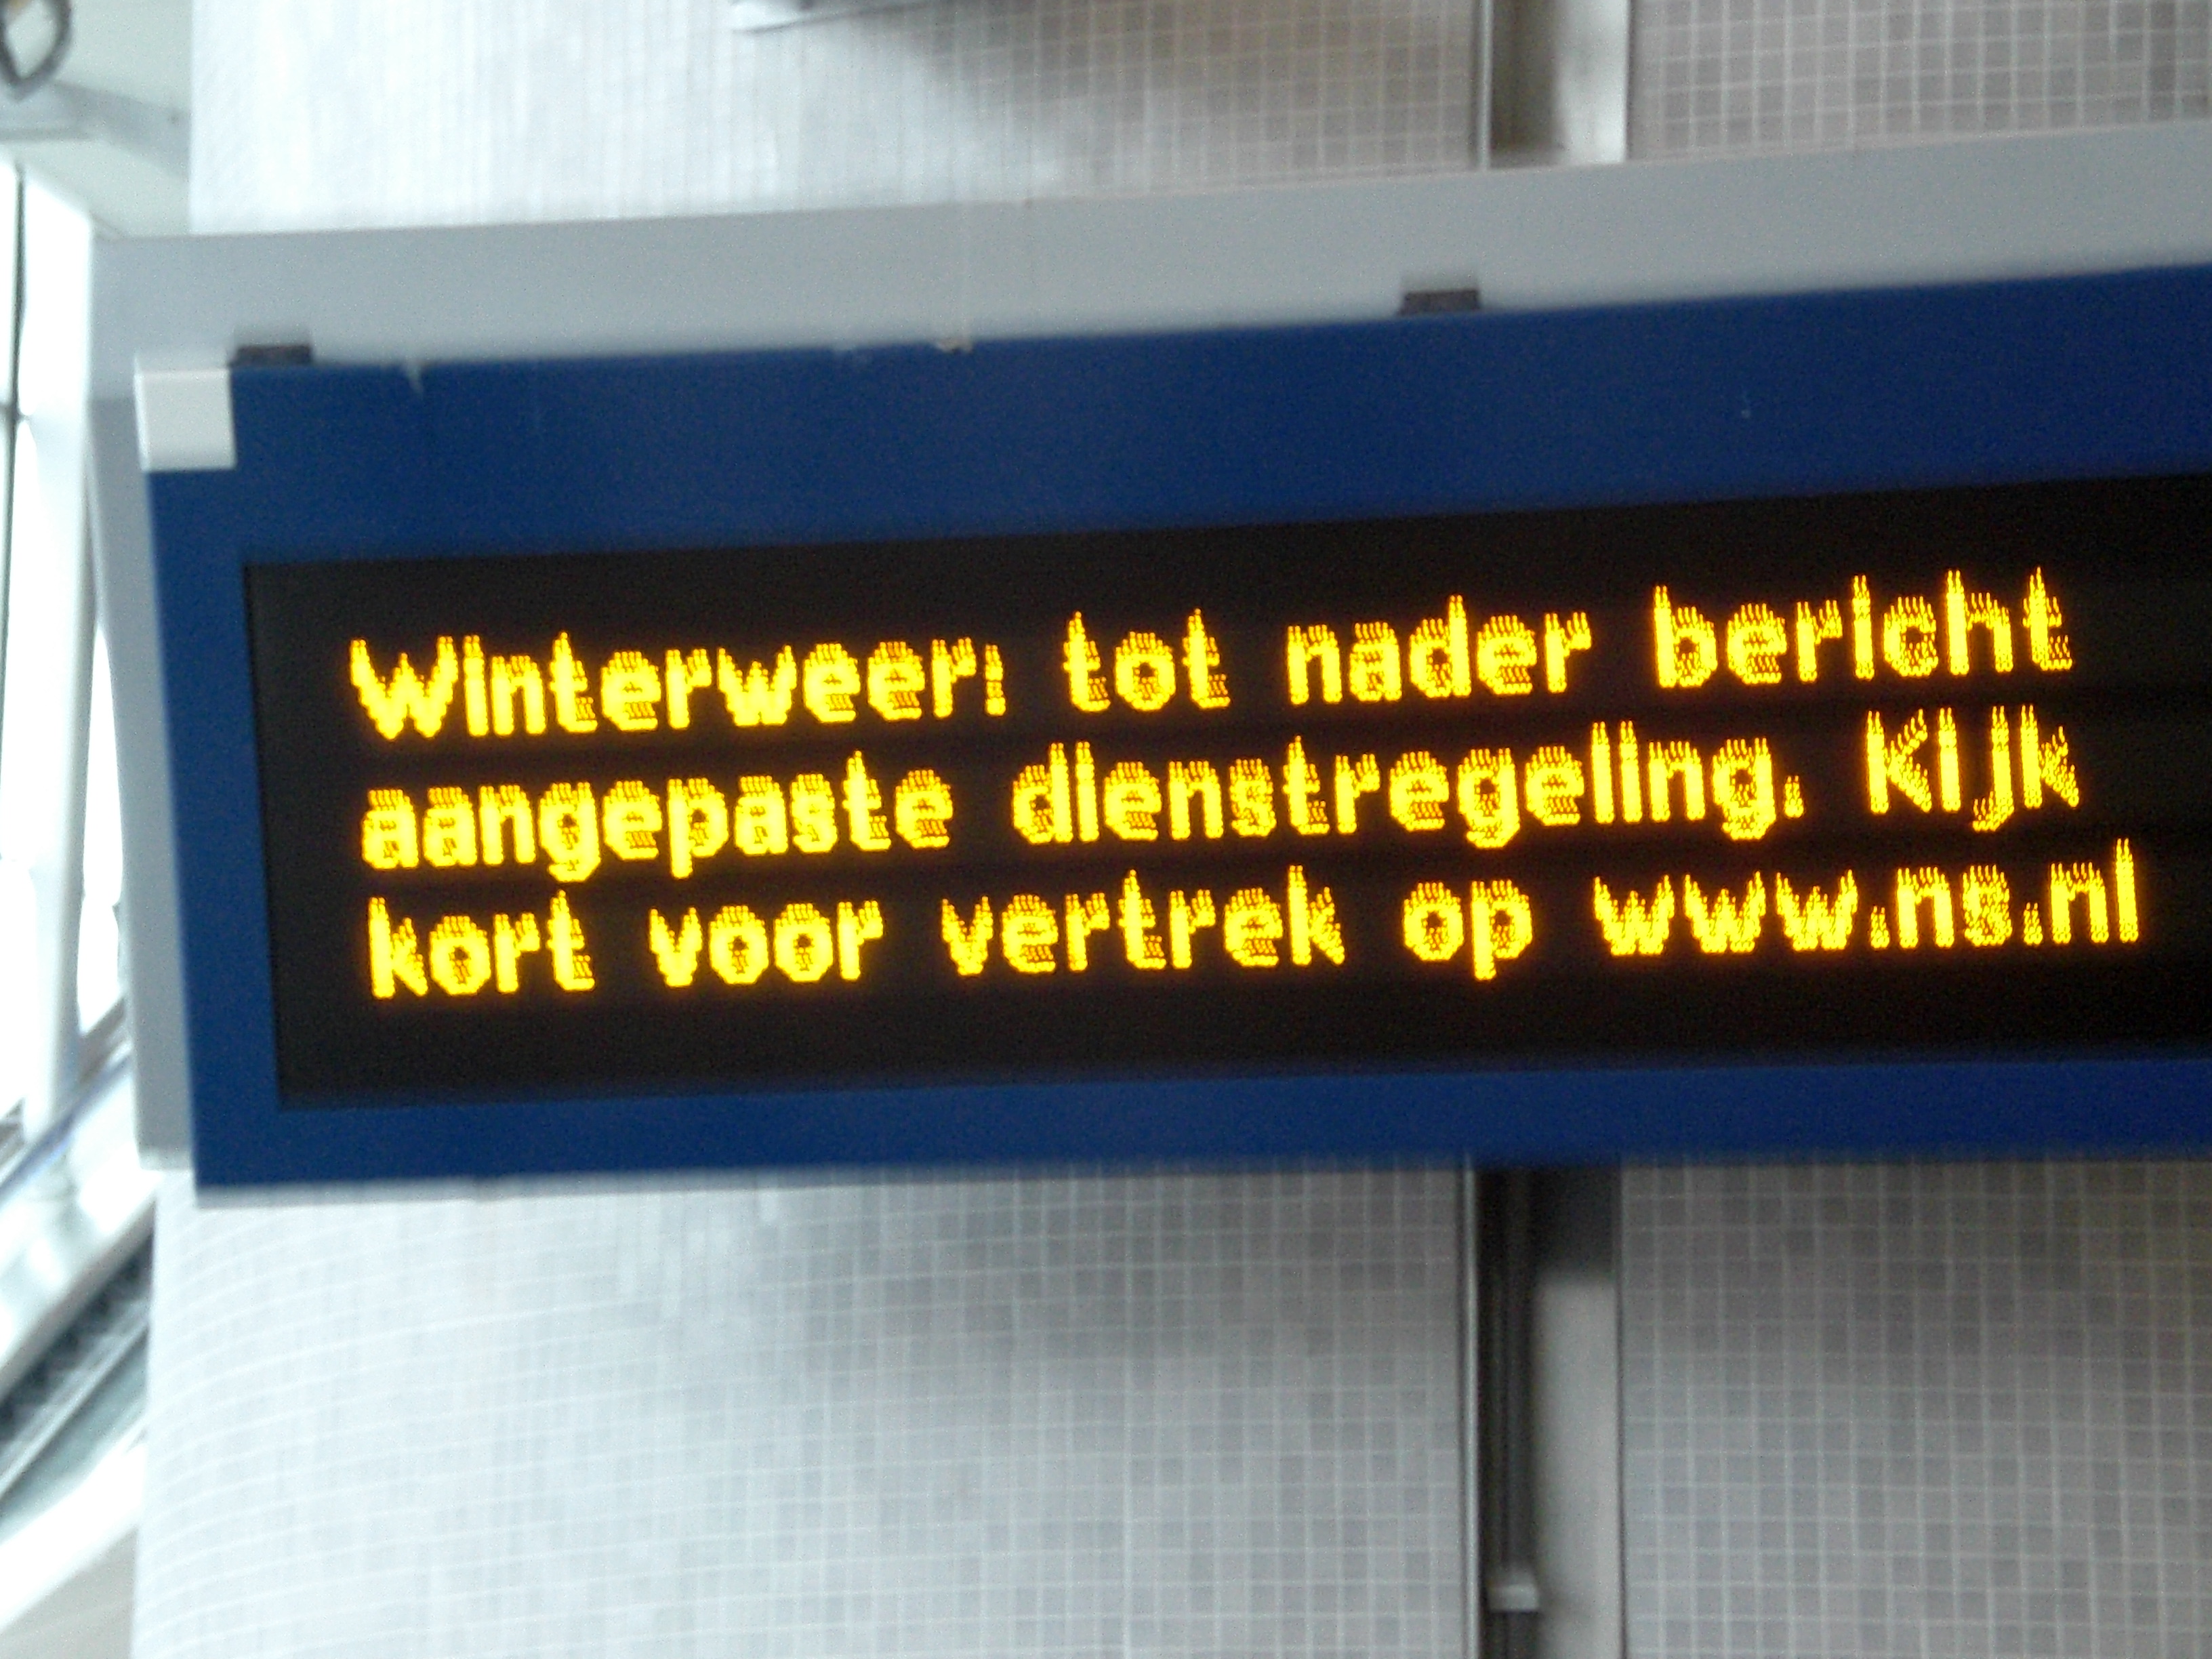 Winterweer: tot nader bericht
aangepaste dienstregeling. Kijk
kort voor vertrek op www.ns.nl